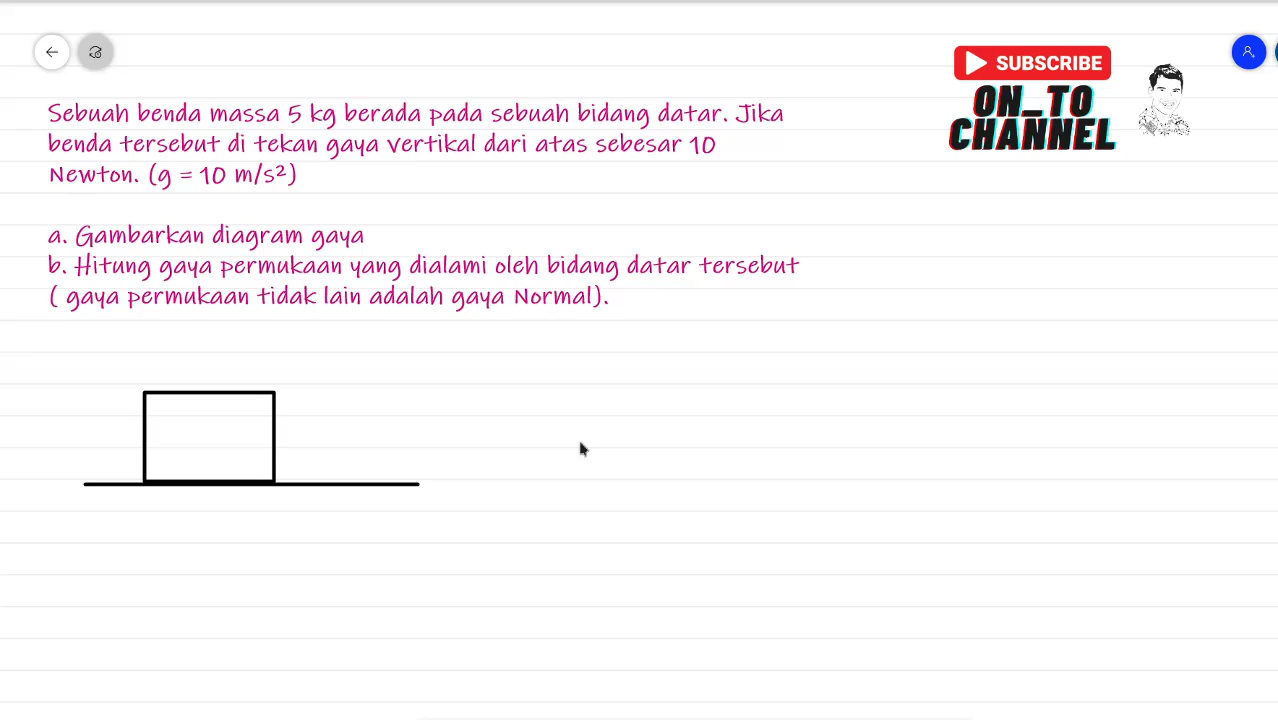 SUBSCRIBE
ON_TO
CHANNEL
Sebuah benda massa 5 kg berada pada sebuah bidang datar. Jika
benda tersebut di tekan gaya vertikal dari atas sebesar 10
Newton. (g = 10 m/s²)
a. Gambarkan diagram gaya
b. Hitung gaya permukaan yang dialami oleh bidang datar tersebut
( gaya permukaan tidak lain adalah gaya Normal).